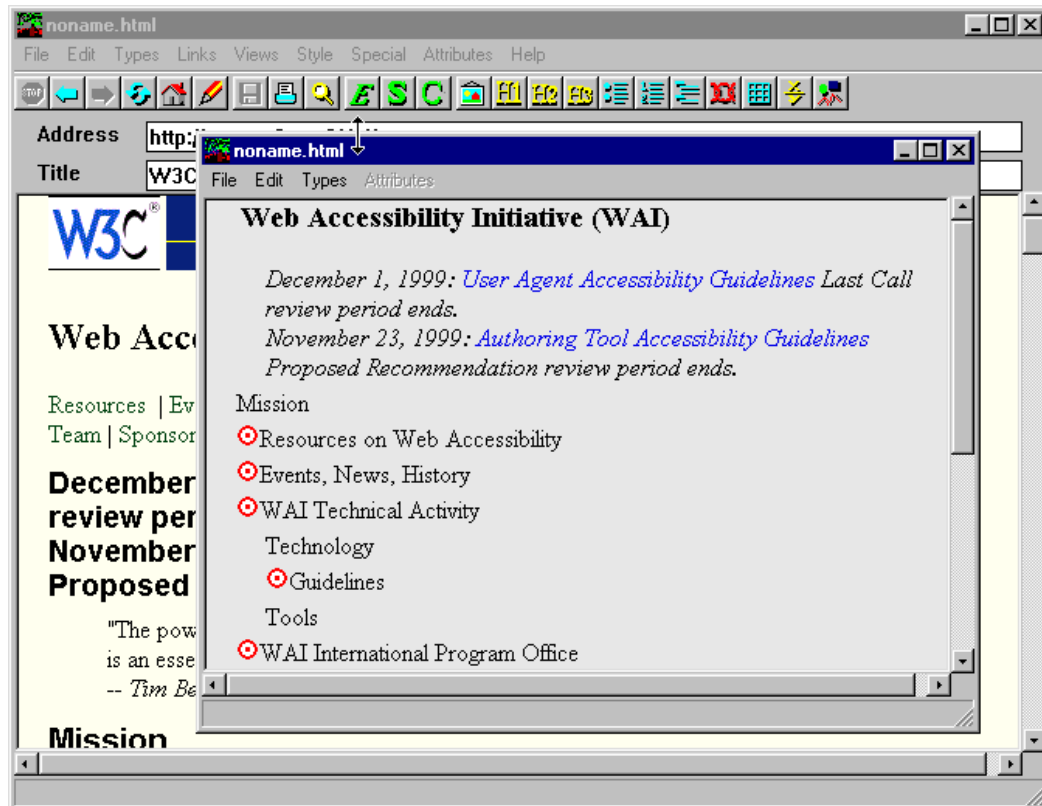 noname.html
File Edit Types Links Views Style Special Attributes Help
STOP E S C H1 H2 H3
Address http:/
Title W3C
noname.html
File Edit Types Attributes
Web Accessibility Initiative (WAI)
December 1, 1999: User Agent Accessibility Guidelines Last Call
review period ends.
November 23, 1999: Authoring Tool Accessibility Guidelines
Proposed Recommendation review period ends.
Mission
Resources on Web Accessibility
Events, News, History
WAI Technical Activity
Technology
Guidelines
Tools
WAI International Program Office
W3C®
Web Acc
Resources | Ev
Team | Sponsor
December
review per
November
Proposed
"The pow
is an esse
-- Tim Be
Mission